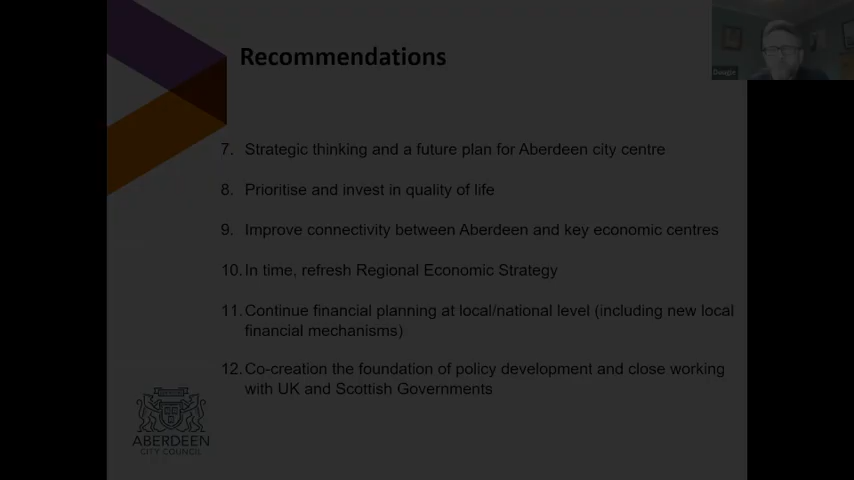 Recommendations
7. Strategic thinking and a future plan for Aberdeen city centre
8. Prioritise and invest in quality of life
9. Improve connectivity between Aberdeen and key economic centres
10. In time, refresh Regional Economic Strategy
11. Continue financial planning at local/national level (including new local
financial mechanisms)
12. Co-creation the foundation of policy development and close working
with UK and Scottish Governments
ABERDEEN
CITY COUNCIL